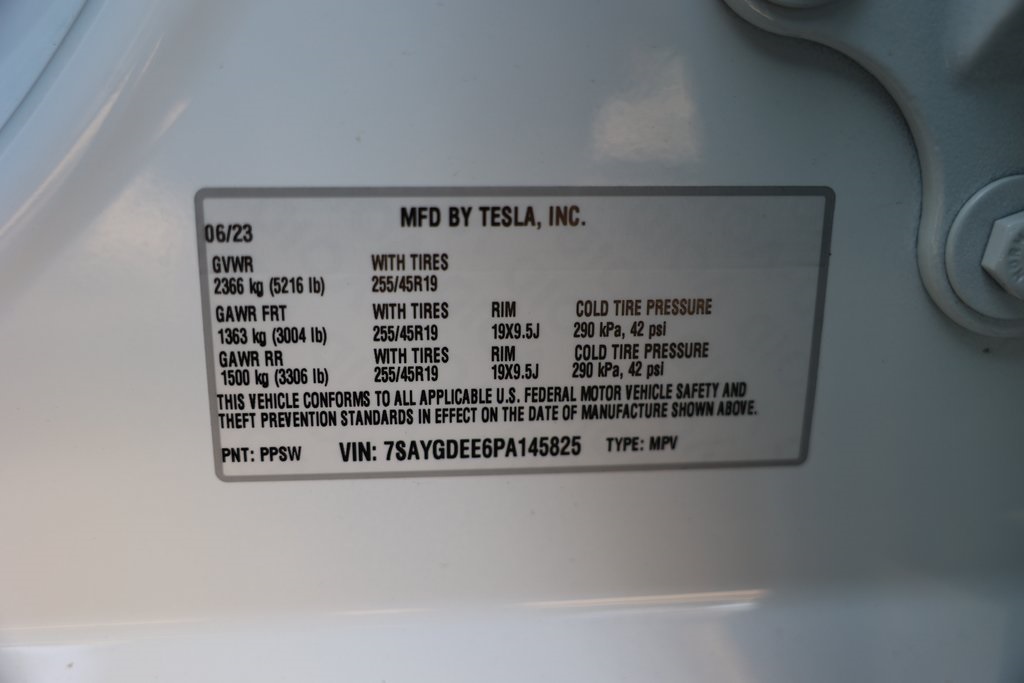 MFD BY TESLA, INC.
06/23
GVWR WITH TIRES
2366 kg (5216 lb) 255/45R19
GAWR FRT WITH TIRES RIM COLD TIRE PRESSURE
1363 kg (3004 lb) 255/45R19 19X9.5J 290 kPa, 42 psi
GAWR RR WITH TIRES RIM COLD TIRE PRESSURE
1500 kg (3306 lb) 255/45R19 19X9.5J 290 kPa, 42 psi
THIS VEHICLE CONFORMS TO ALL APPLICABLE U.S. FEDERAL MOTOR VEHICLE SAFETY AND
THEFT PREVENTION STANDARDS IN EFFECT ON THE DATE OF MANUFACTURE SHOWN ABOVE.
PNT: PPSW VIN: 7SAYGDEE6PA145825 TYPE: MPV